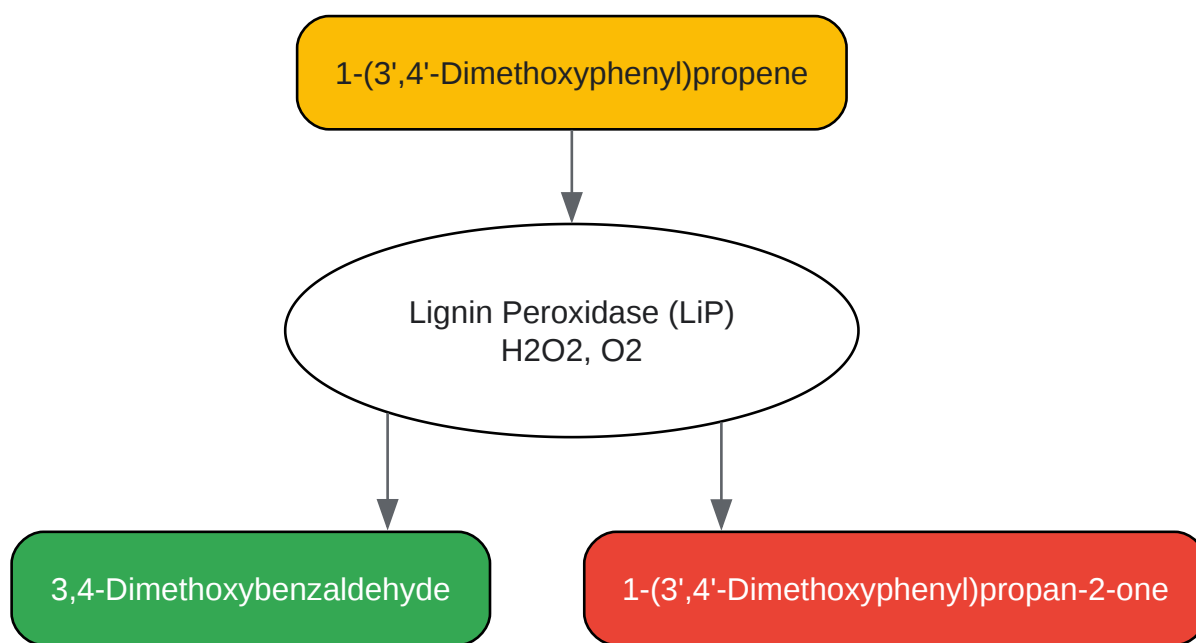 1-(3',4'-Dimethoxyphenyl)propene
Lignin Peroxidase (LiP)
H2O2, O2
3,4-Dimethoxybenzaldehyde
1-(3',4'-Dimethoxyphenyl)propan-2-one